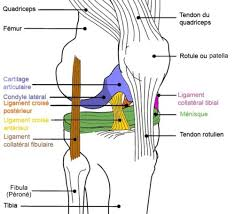 Quadriceps
Fémur
Cartilage
articulaire
Condyle latéral
Ligament croisé
postérieur
Ligament croisé
antérieur
Ligament
collatéral fibulaire
Fibula
(Péroné)
Tibia
Tendon du
quadriceps
Rotule ou patella
Ligament
collatéral tibial
Ménisque
Tendon rotulien